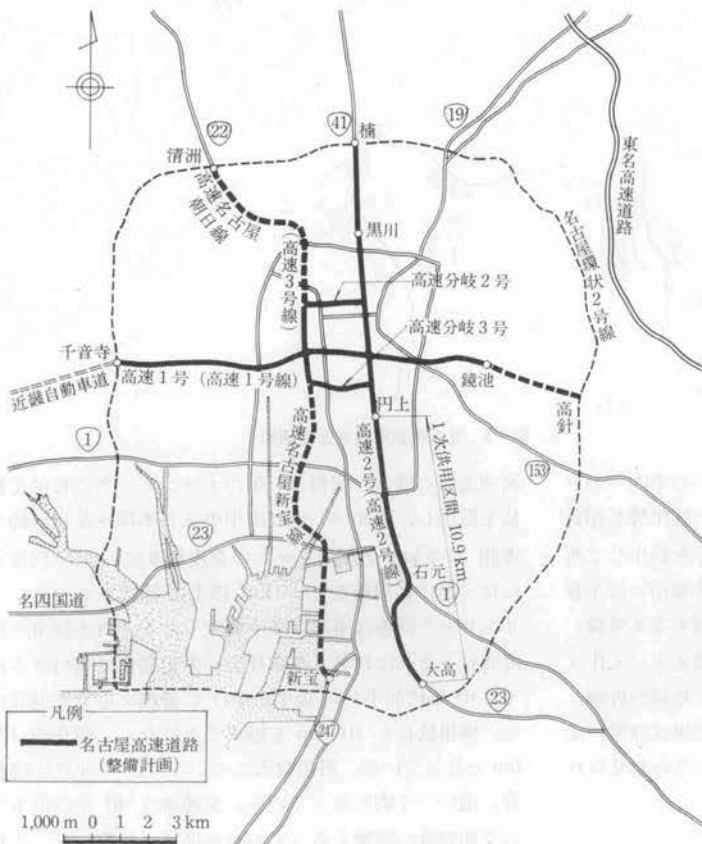 22
41
19
楠
清洲
東名高速道路
高速名古屋
朝日線
名古屋環状2号線
黒川
(高速3号線)
高速分岐2号
高速分岐3号
千音寺
高速1号(高速1号線)
鏡池
近畿自動車道
円上
高針
1
高速名古屋新宝線
高速2号(高速2号線)
1次供用区間 10.9km
153
23
石元
1
名四国道
大高
新宝
23
247
凡例
名古屋高速道路
(整備計画)
1,000m 0 1 2 3km